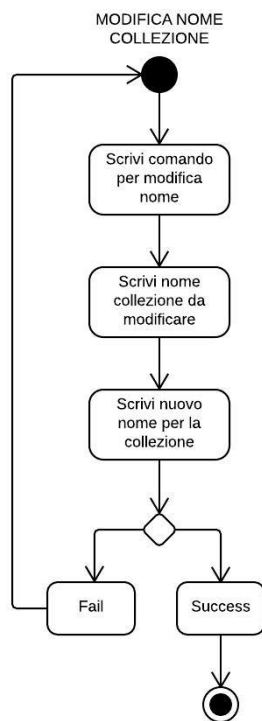 MODIFICA NOME
COLLEZIONE
Scrivi comando
per modifica
nome
Scrivi nome
collezione da
modificare
Scrivi nuovo
nome per la
collezione
Fail
Success